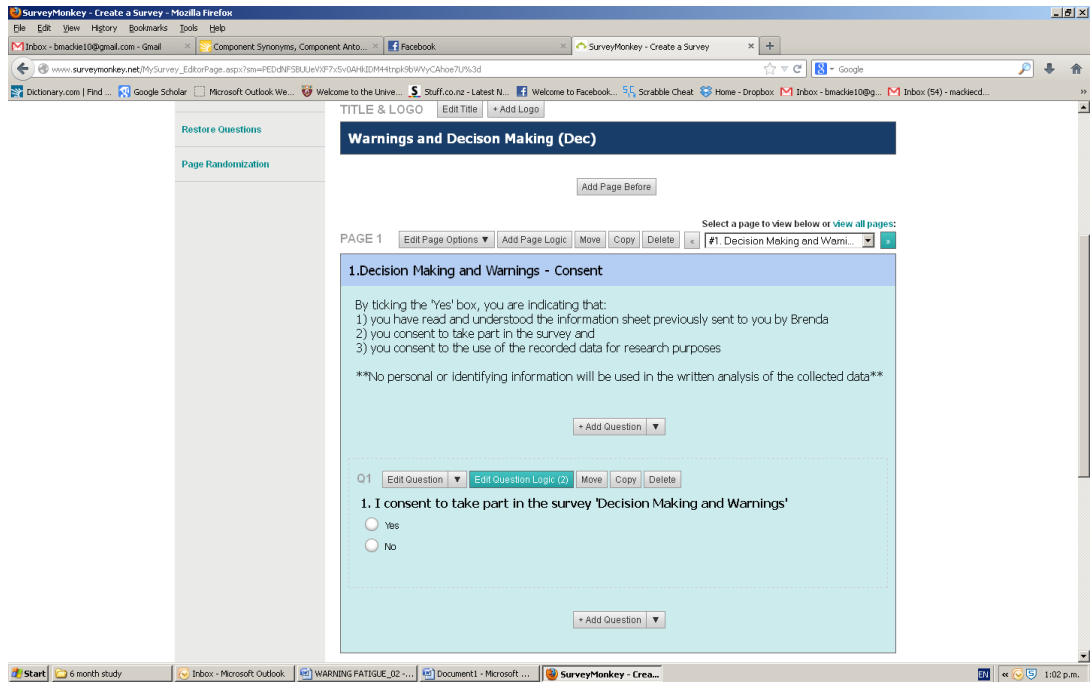 SurveyMonkey - Create a Survey - Mozilla Firefox
File Edit View History Bookmarks Tools Help
Inbox - bmackie10@gmail.com - Gmail × Component Synonyms, Component Anto... × Facebook × SurveyMonkey - Create a Survey × +
www.surveymonkey.net/MySurvey_EditorPage.aspx?sm=PEDdNFSBUUeVXF7x5v0AHkIDM44tnpk9bWVyCAhoe7U%3d Google
Dictionary.com | Find ... Google Scholar Microsoft Outlook We... Welcome to the Unive... Stuff.co.nz - Latest N... Welcome to Facebook... Scrabble Cheat Home - Dropbox Inbox - bmackie10@g... Inbox (54) - mackiecd... »
TITLE & LOGO Edit Title + Add Logo
Restore Questions
Warnings and Decison Making (Dec)
Page Randomization
Add Page Before
Select a page to view below or view all pages:
PAGE 1 Edit Page Options ▼ Add Page Logic Move Copy Delete « #1. Decision Making and Warni... »
1.Decision Making and Warnings - Consent
By ticking the 'Yes' box, you are indicating that:
1) you have read and understood the information sheet previously sent to you by Brenda
2) you consent to take part in the survey and
3) you consent to the use of the recorded data for research purposes
**No personal or identifying information will be used in the written analysis of the collected data**
+ Add Question ▼
Q1 Edit Question ▼ Edit Question Logic (2) Move Copy Delete
1. I consent to take part in the survey 'Decision Making and Warnings'
Yes
No
+ Add Question ▼
Start 6 month study Inbox - Microsoft Outlook WARNING FATIGUE_02 -... Document1 - Microsoft ... SurveyMonkey - Crea... EN « 1:02 p.m.